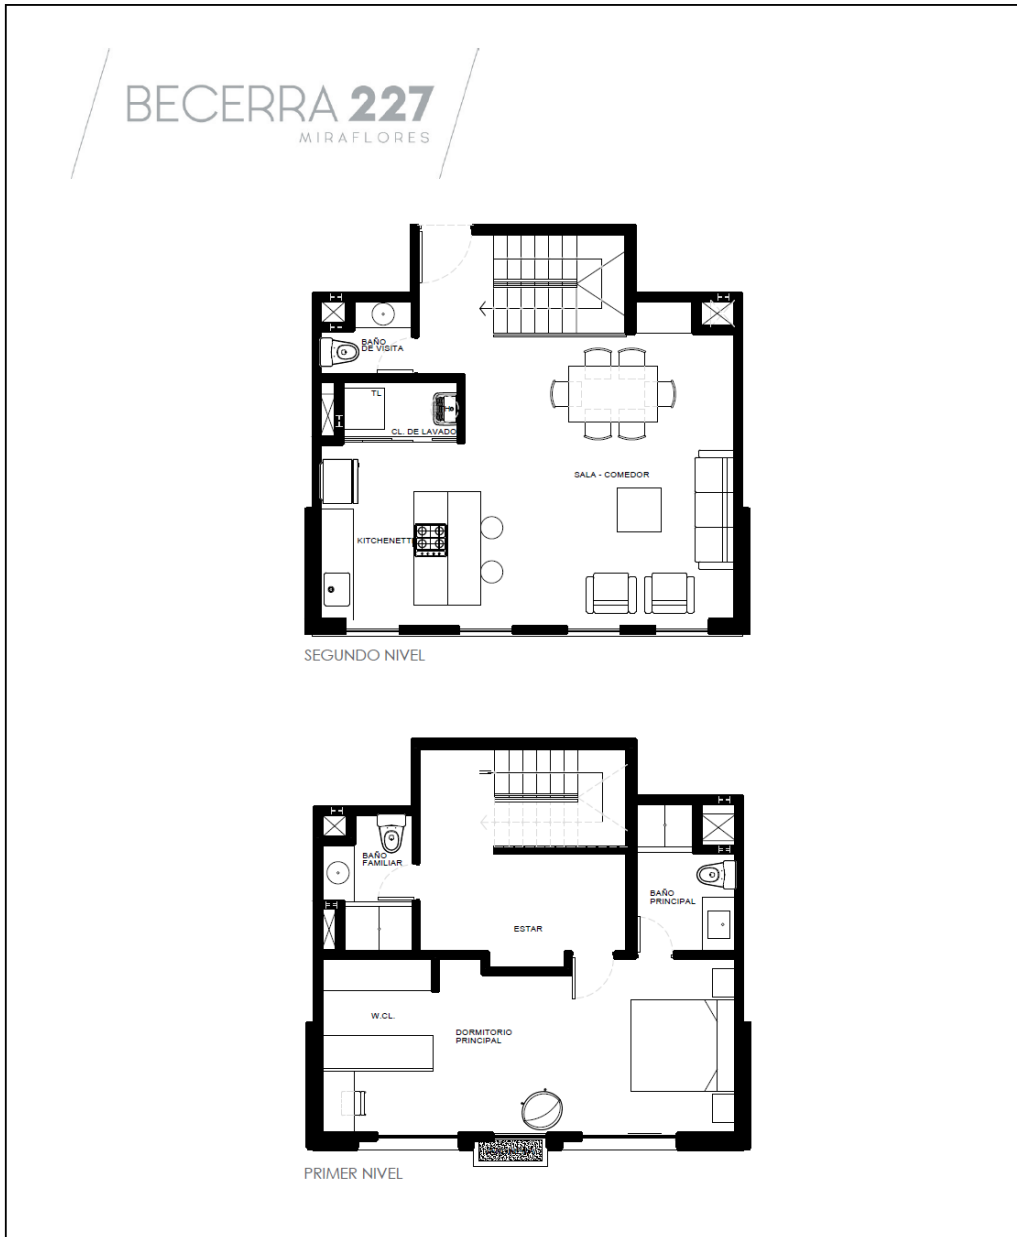 BECERRA 227
MIRAFLORES
BAÑO
DE VISITA
TL
CL. DE LAVADO
SALA - COMEDOR
KITCHENETTE
SEGUNDO NIVEL
BAÑO
FAMILIAR
BAÑO
PRINCIPAL
ESTAR
W.CL.
DORMITORIO
PRINCIPAL
PRIMER NIVEL